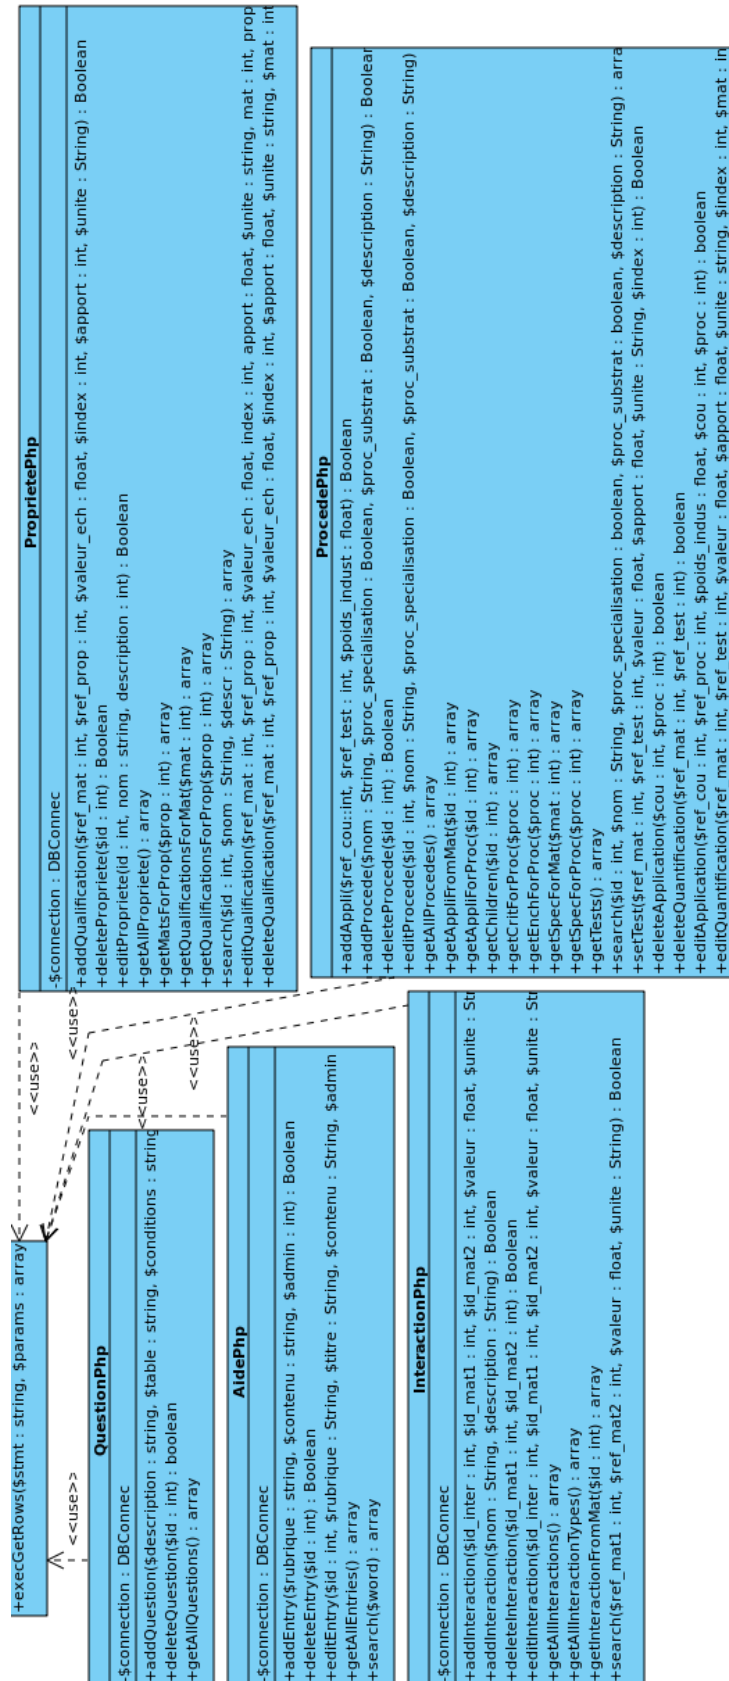 +execGetRows($stmt : string, $params : array
<<use>>
<<use>>
<<use>>
<<use>>
<<use>>
ProprietePhp
-$connection : DBConnec
+addQualification($ref_mat : int, $ref_prop : int, $valeur_ech : float, $index : int, $apport : int, $unite : String) : Boolean
+deletePropriete($id : int) : Boolean
+editPropriete(id : int, nom : string, description : int) : Boolean
+getAllPropriete() : array
+getMatsForProp($prop : int) : array
+getQualificationsForMat($mat : int) : array
+getQualificationsForProp($prop : int) : array
+search($id : int, $nom : String, $descr : String) : array
+editQualification($ref_mat : int, $ref_prop : int, $valeur_ech : float, index : int, apport : float, $unite : string, mat : int, prop
+deleteQualification($ref_mat : int, $ref_prop : int, $valeur_ech : float, $index : int, $apport : float, $unite : string, $mat : int
ProcedePhp
+addAppli($ref_cou::int, $ref_test : int, $poids_indust : float) : Boolean
+addProcede($nom : String, $proc_specialisation : Boolean, $proc_substrat : Boolean, $description : String) : Boolean
+deleteProcede($id : int) : Boolean
+editProcede($id : int, $nom : String, $proc_specialisation : Boolean, $proc_substrat : Boolean, $description : String)
+getAllProcedes() : array
+getAppliFromMat($id : int) : array
+getAppliForProc($id : int) : array
+getChildren($id : int) : array
+getCritForProc($proc : int) : array
+getEnchForProc($proc : int) : array
+getSpecForMat($mat : int) : array
+getSpecForProc($proc : int) : array
+getTests() : array
+search($id : int, $nom : String, $proc_specialisation : boolean, $proc_substrat : boolean, $description : String) : arra
+setTest($ref_mat : int, $ref_test : int, $valeur : float, $apport : float, $unite : String, $index : int) : Boolean
+deleteApplication($cou : int, $proc : int) : boolean
+deleteQuantification($ref_mat : int, $ref_test : int) : boolean
+editApplication($ref_cou : int, $ref_proc : int, $poids_indus : float, $cou : int, $proc : int) : boolean
+editQuantification($ref_mat : int, $ref_test : int, $valeur : float, $apport : float, $unite : string, $index : int, $mat : in
QuestionPhp
-$connection : DBConnec
+addQuestion($description : string, $table : string, $conditions : string
+deleteQuestion($id : int) : boolean
+getAllQuestions() : array
AidePhp
-$connection : DBConnec
+addEntry($rubrique : string, $contenu : string, $admin : int) : Boolean
+deleteEntry($id : int) : Boolean
+editEntry($id : int, $rubrique : String, $titre : String, $contenu : String, $admin
+getAllEntries() : array
+search($word) : array
InteractionPhp
-$connection : DBConnec
+addInteraction($id_inter : int, $id_mat1 : int, $id_mat2 : int, $valeur : float, $unite : Str
+addInteraction($nom : String, $description : String) : Boolean
+deleteInteraction($id_mat1 : int, $id_mat2 : int) : Boolean
+editInteraction($id_inter : int, $id_mat1 : int, $id_mat2 : int, $valeur : float, $unite : Str
+getAllInteractions() : array
+getAllInteractionTypes() : array
+getInteractionFromMat($id : int) : array
+search($ref_mat1 : int, $ref_mat2 : int, $valeur : float, $unite : String) : Boolean